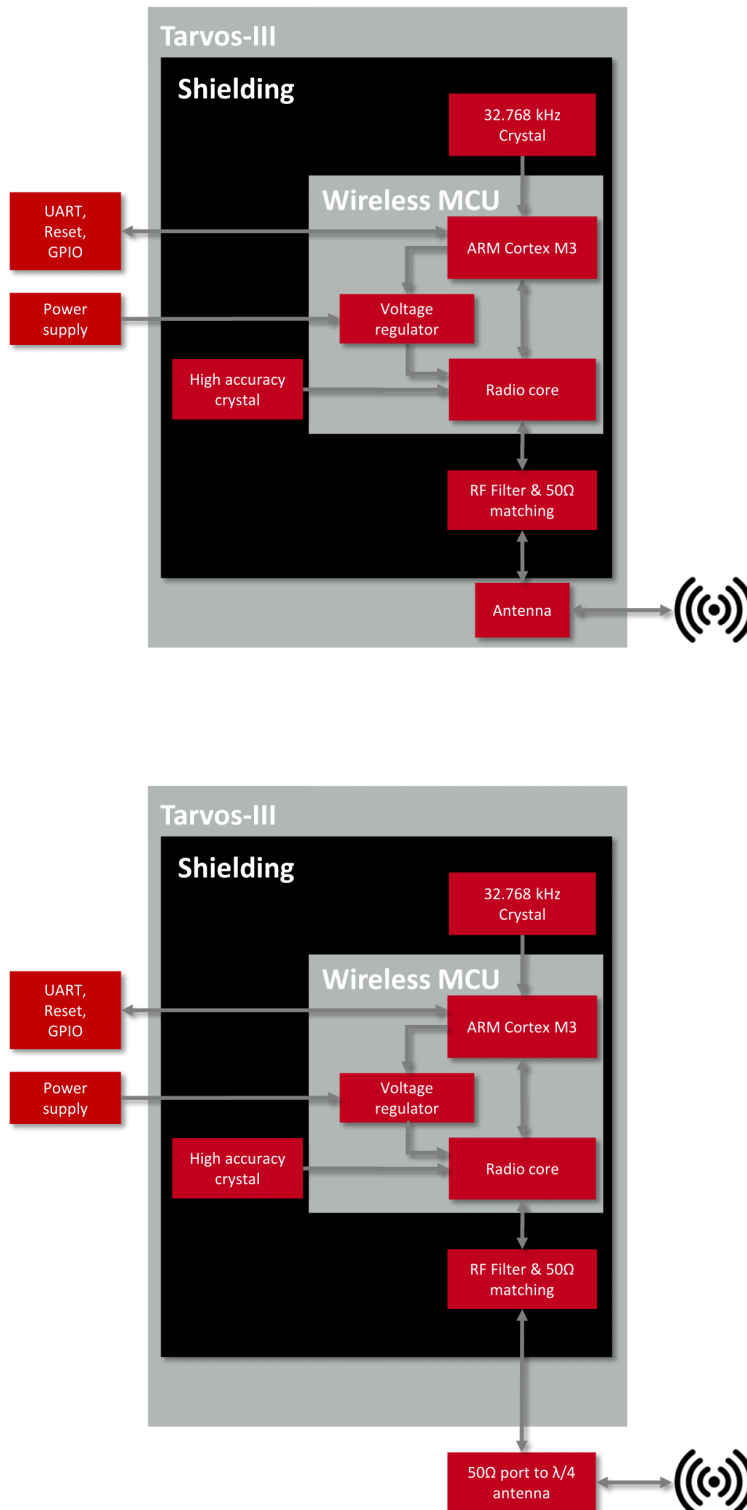 Tarvos-III
Shielding
32.768 kHz
Crystal
Wireless MCU
UART,
Reset,
GPIO
ARM Cortex M3
Power
supply
Voltage
regulator
High accuracy
crystal
Radio core
RF Filter & 50Ω
matching
Antenna
Tarvos-III
Shielding
32.768 kHz
Crystal
Wireless MCU
UART,
Reset,
GPIO
ARM Cortex M3
Power
supply
Voltage
regulator
High accuracy
crystal
Radio core
RF Filter & 50Ω
matching
50Ω port to λ/4
antenna